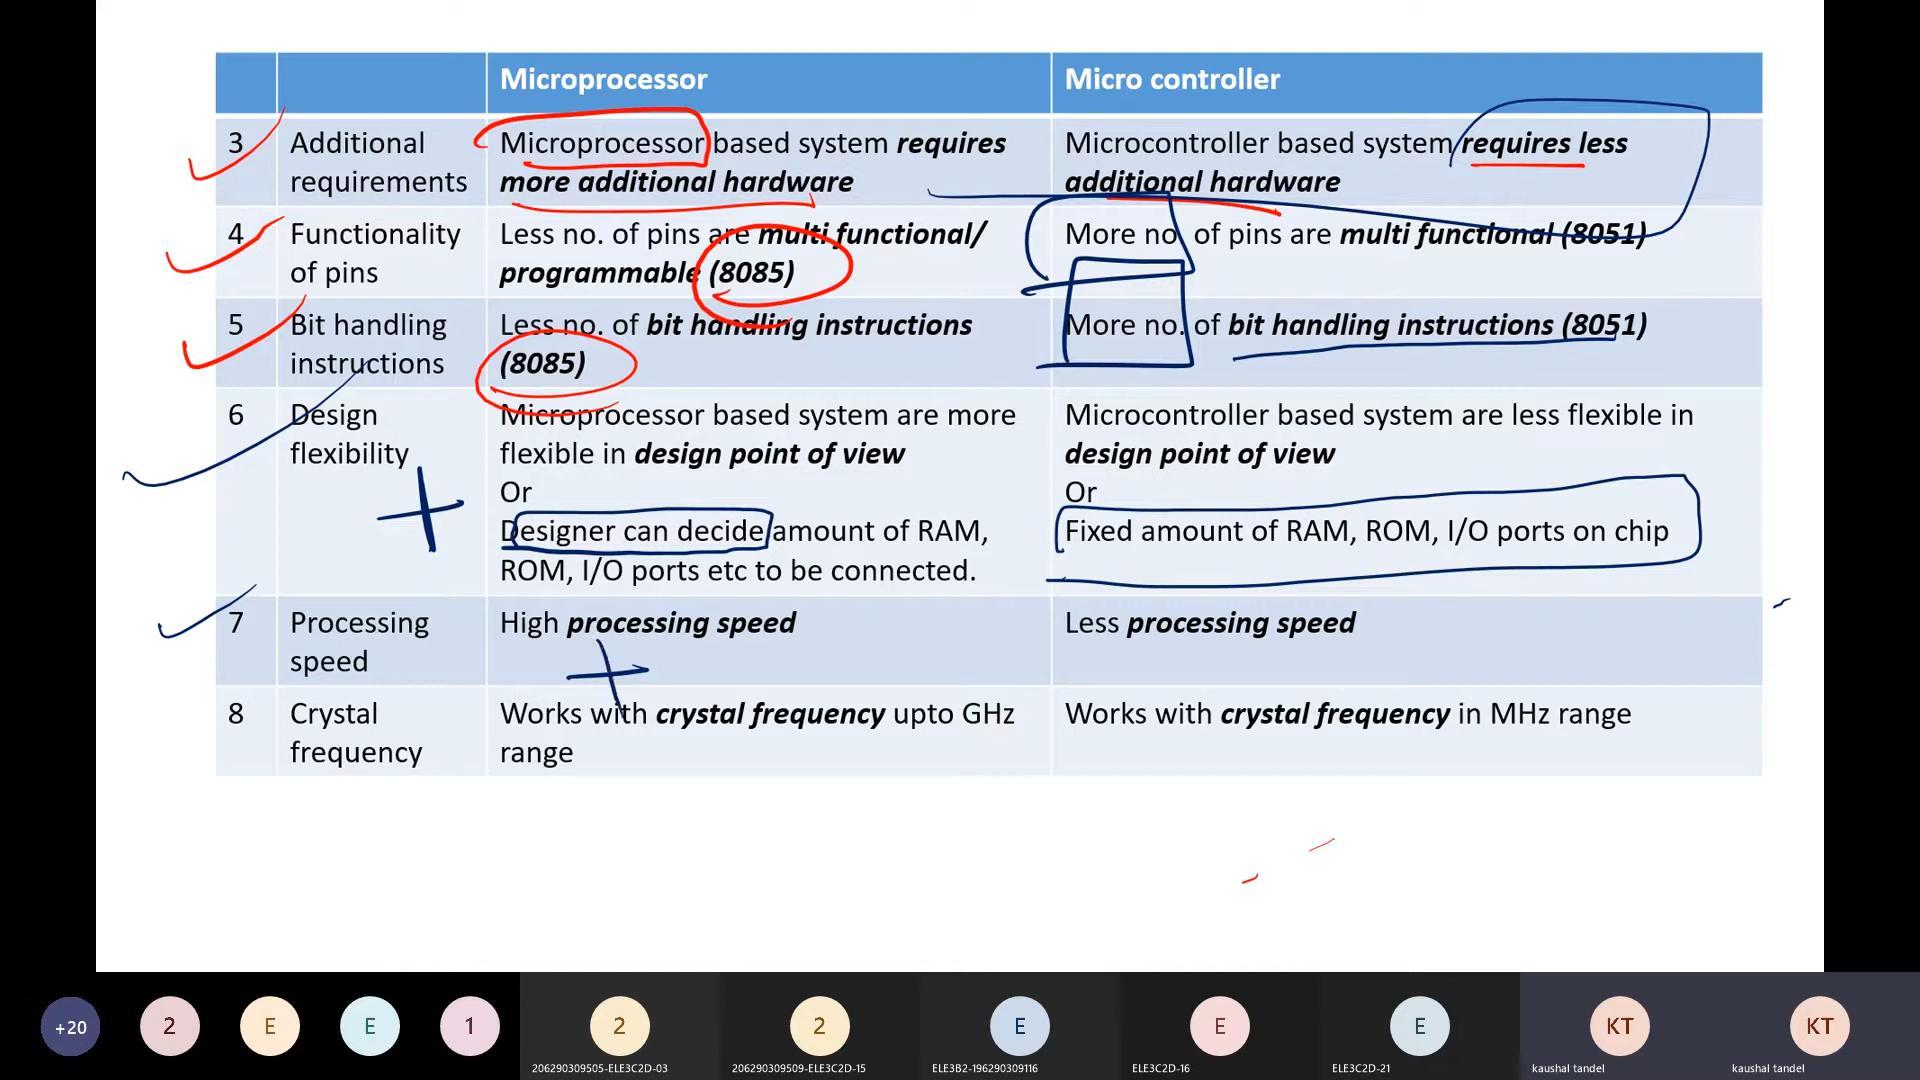 Microprocessor
Micro controller
3
Additional
requirements
Microprocessor based system requires
more additional hardware
Microcontroller based system requires less
additional hardware
4
Functionality
of pins
Less no. of pins are multi functional/
programmable (8085)
More no. of pins are multi functional (8051)
5
Bit handling
instructions
Less no. of bit handling instructions
(8085)
More no. of bit handling instructions (8051)
6
Design
flexibility
Microprocessor based system are more
flexible in design point of view
Or
Designer can decide amount of RAM,
ROM, I/O ports etc to be connected.
Microcontroller based system are less flexible in
design point of view
Or
Fixed amount of RAM, ROM, I/O ports on chip
7
Processing
speed
High processing speed
Less processing speed
8
Crystal
frequency
Works with crystal frequency upto GHz
range
Works with crystal frequency in MHz range
+20
2
E
E
1
2
2
E
E
E
KT
KT
206290309505-ELE3C2D-03
206290309509-ELE3C2D-15
ELE3B2-196290309116
ELE3C2D-16
ELE3C2D-21
kaushal tandel
kaushal tandel